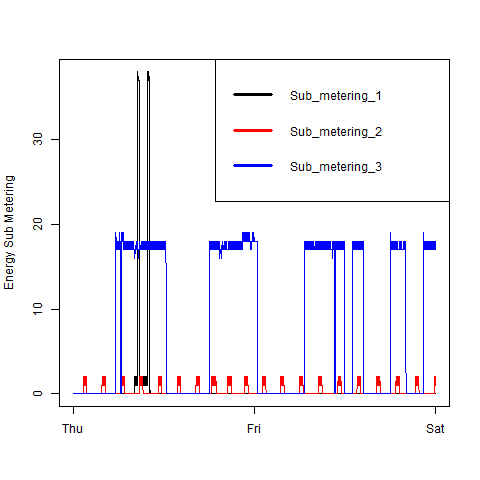 Sub_metering_1
Sub_metering_2
Sub_metering_3
Energy Sub Metering
30
20
10
0
Thu
Fri
Sat